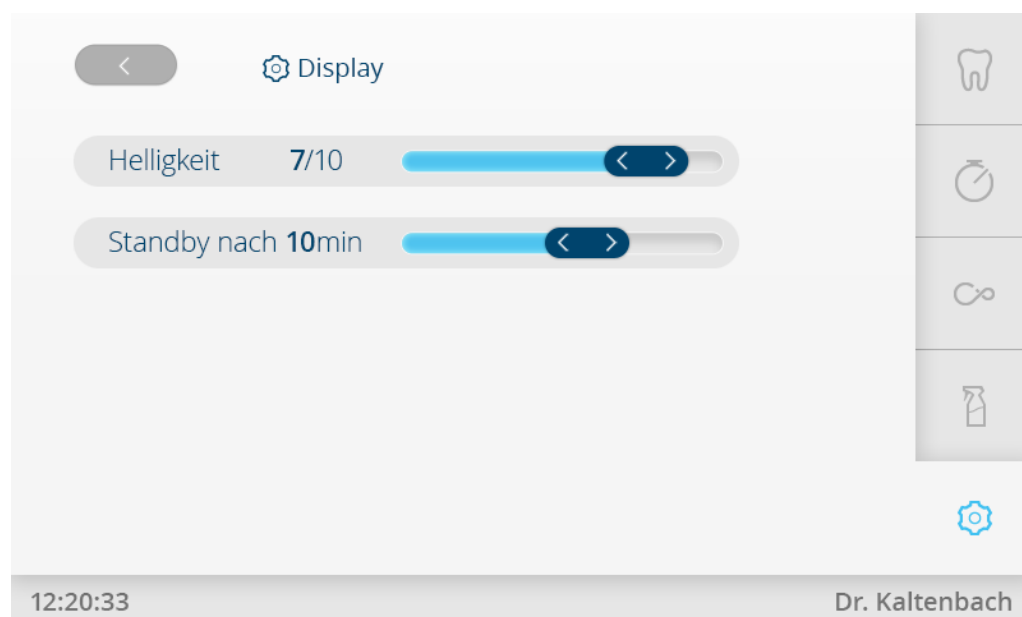 Display
Helligkeit 7/10
Standby nach 10min
12:20:33 Dr. Kaltenbach